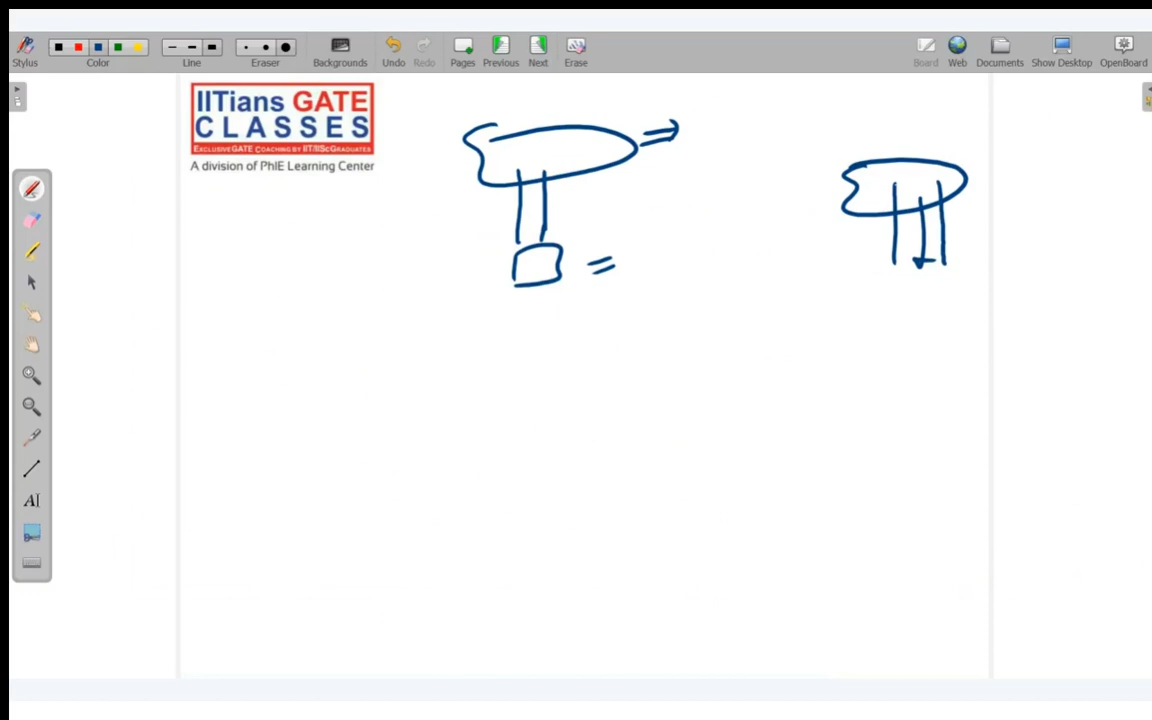 Stylus Color Line Eraser Backgrounds Undo Redo Pages Previous Next Erase Board Web Documents Show Desktop OpenBoard
IITians GATE
CLASSES
EXCLUSIVE GATE COACHING BY IIT/IISc GRADUATES
A division of PhIE Learning Center
AI